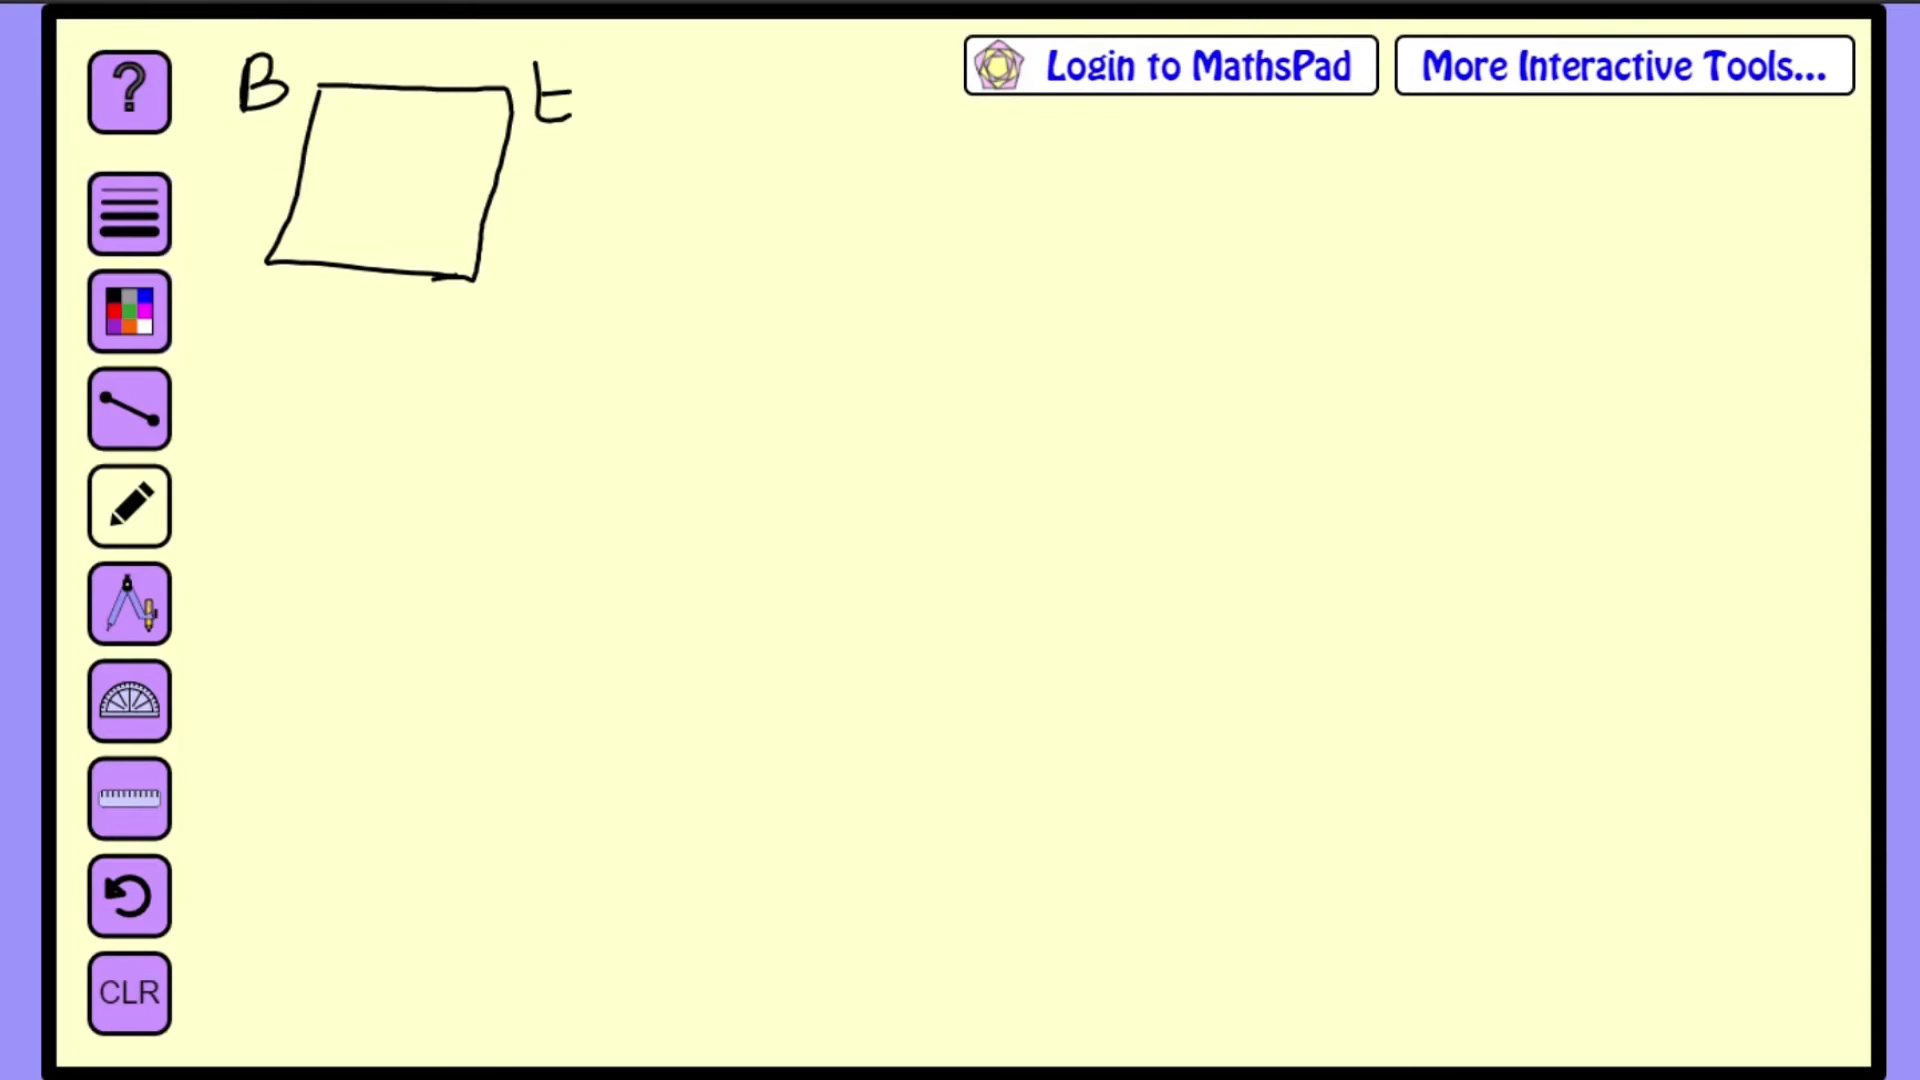 ?
B
t
Login to MathsPad
More Interactive Tools...
CLR